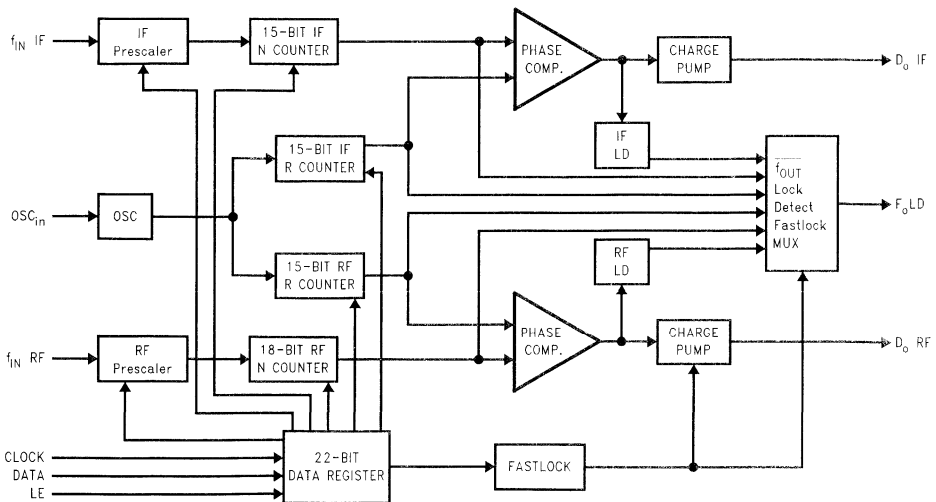 f_IN IF
IF
Prescaler
15-BIT IF
N COUNTER
PHASE
COMP.
CHARGE
PUMP
D_o IF
IF
LD
15-BIT IF
R COUNTER
OSC_in
OSC
f_OUT
Lock
Detect
Fastlock
MUX
F_oLD
15-BIT RF
R COUNTER
RF
LD
f_IN RF
RF
Prescaler
18-BIT RF
N COUNTER
PHASE
COMP.
CHARGE
PUMP
D_o RF
CLOCK
DATA
LE
22-BIT
DATA REGISTER
FASTLOCK